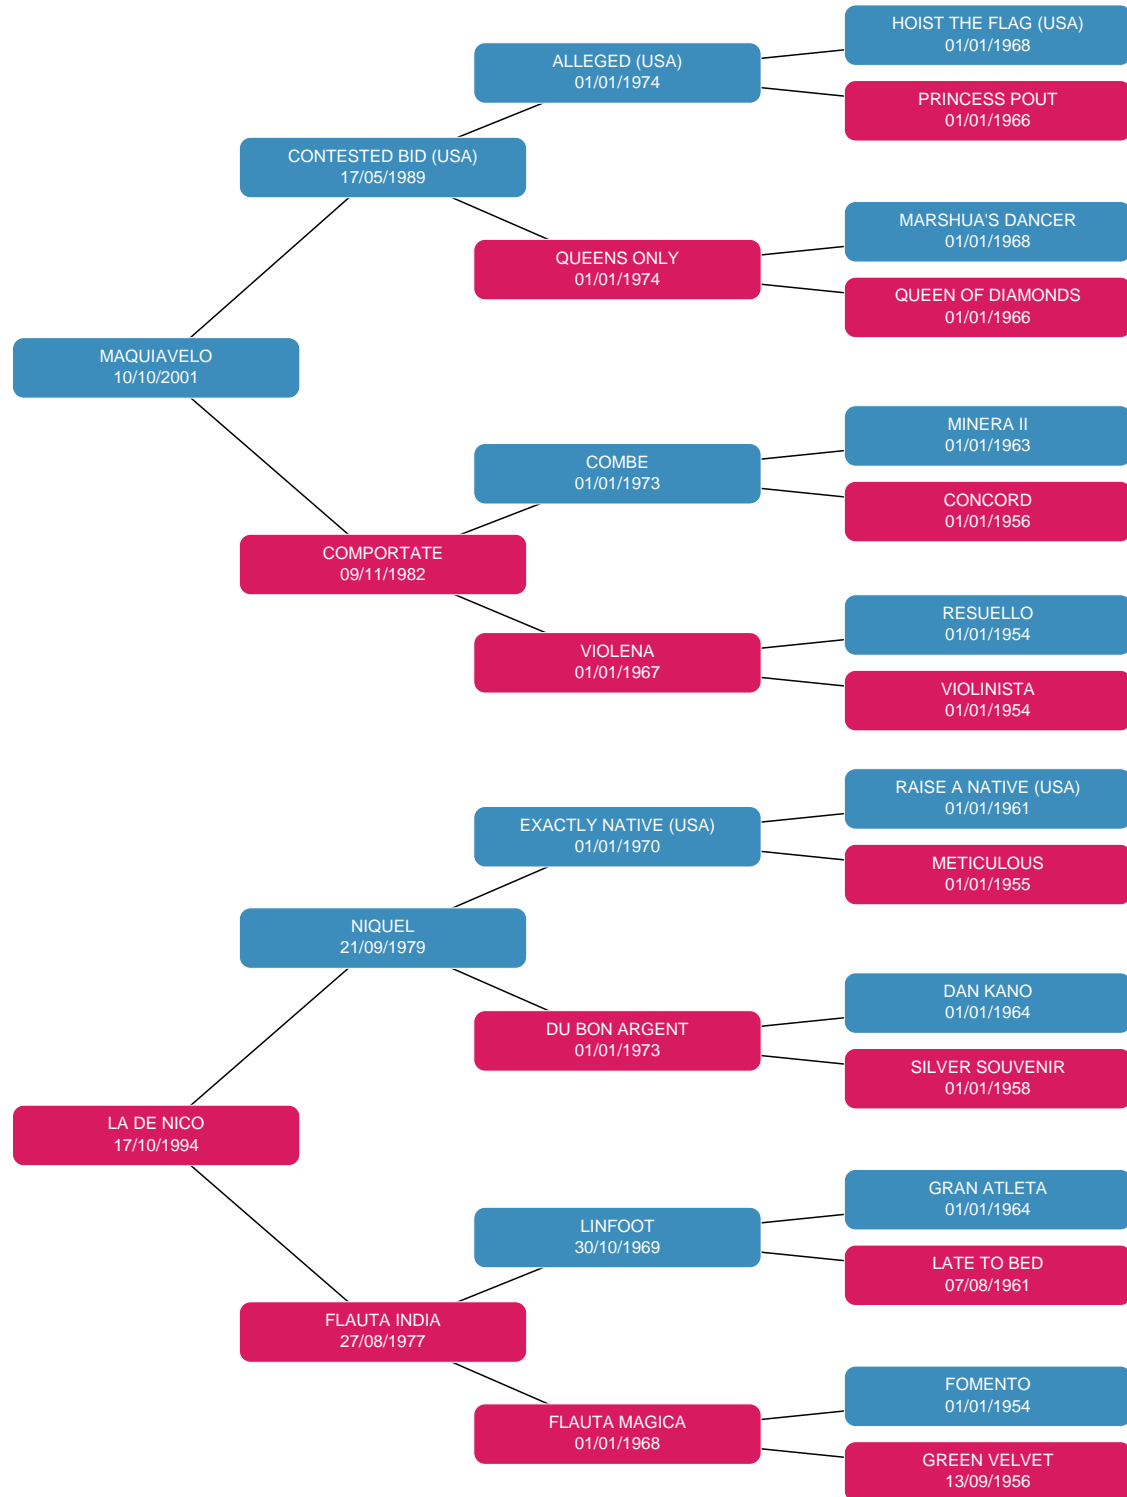 HOIST THE FLAG (USA)
01/01/1968
ALLEGED (USA)
01/01/1974
PRINCESS POUT
01/01/1966
CONTESTED BID (USA)
17/05/1989
MARSHUA'S DANCER
01/01/1968
QUEENS ONLY
01/01/1974
QUEEN OF DIAMONDS
01/01/1966
MAQUIAVELO
10/10/2001
MINERA II
01/01/1963
COMBE
01/01/1973
CONCORD
01/01/1956
COMPORTATE
09/11/1982
RESUELLO
01/01/1954
VIOLENA
01/01/1967
VIOLINISTA
01/01/1954
RAISE A NATIVE (USA)
01/01/1961
EXACTLY NATIVE (USA)
01/01/1970
METICULOUS
01/01/1955
NIQUEL
21/09/1979
DAN KANO
01/01/1964
DU BON ARGENT
01/01/1973
SILVER SOUVENIR
01/01/1958
LA DE NICO
17/10/1994
GRAN ATLETA
01/01/1964
LINFOOT
30/10/1969
LATE TO BED
07/08/1961
FLAUTA INDIA
27/08/1977
FOMENTO
01/01/1954
FLAUTA MAGICA
01/01/1968
GREEN VELVET
13/09/1956